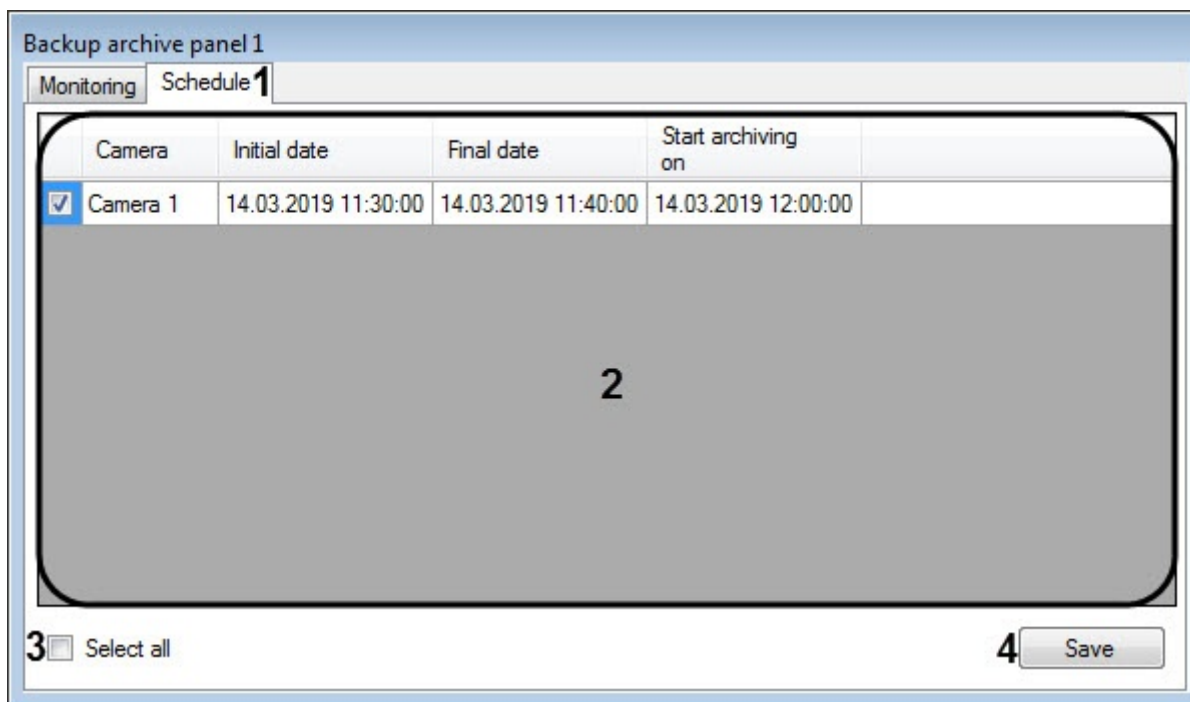 Backup archive panel 1
Monitoring Schedule 1
Camera Initial date Final date Start archiving
on
Camera 1 14.03.2019 11:30:00 14.03.2019 11:40:00 14.03.2019 12:00:00
2
3 Select all 4 Save